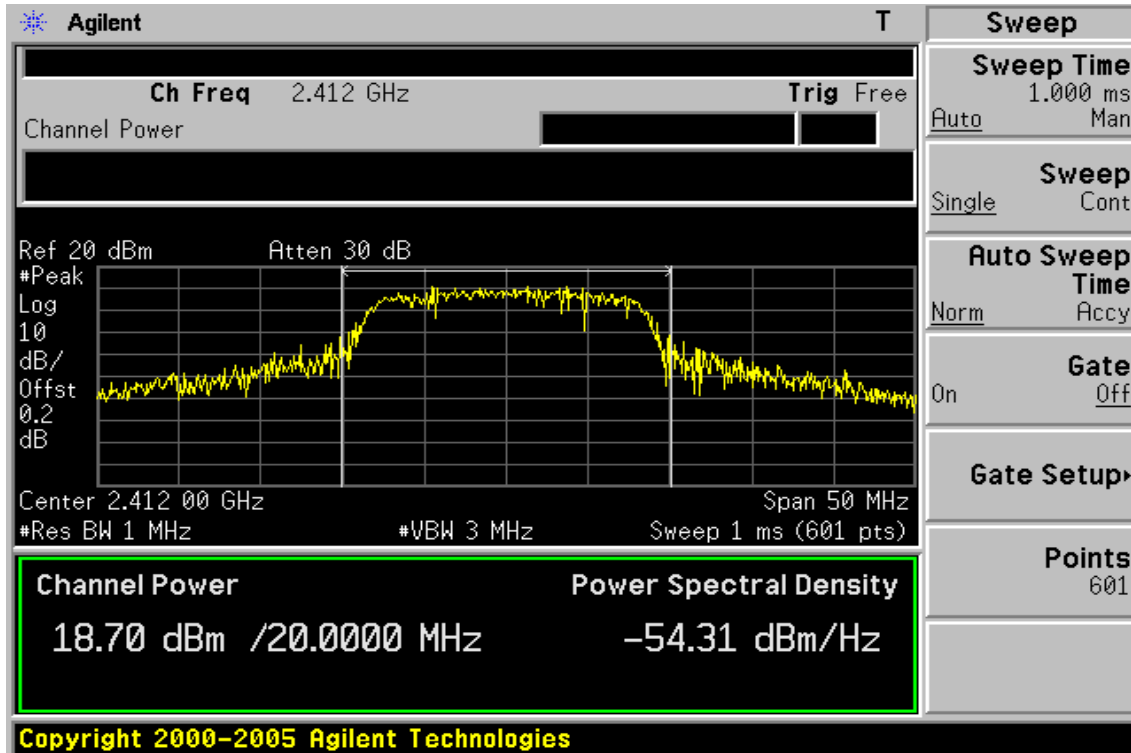 Agilent T
Ch Freq 2.412 GHz Trig Free
Channel Power
Ref 20 dBm Atten 30 dB
#Peak
Log
10
dB/
Offst
0.2
dB
Center 2.412 00 GHz Span 50 MHz
#Res BW 1 MHz #VBW 3 MHz Sweep 1 ms (601 pts)
Channel Power Power Spectral Density
18.70 dBm /20.0000 MHz -54.31 dBm/Hz
Copyright 2000-2005 Agilent Technologies
Sweep
Sweep Time
1.000 ms
Auto Man
Sweep
Single Cont
Auto Sweep
Time
Norm Accy
Gate
On Off
Gate Setup
Points
601